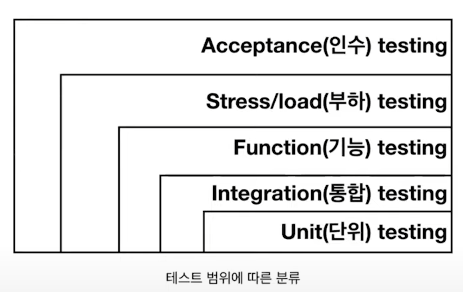 Acceptance(인수) testing
Stress/load(부하) testing
Function(기능) testing
Integration(통합) testing
Unit(단위) testing
테스트 범위에 따른 분류